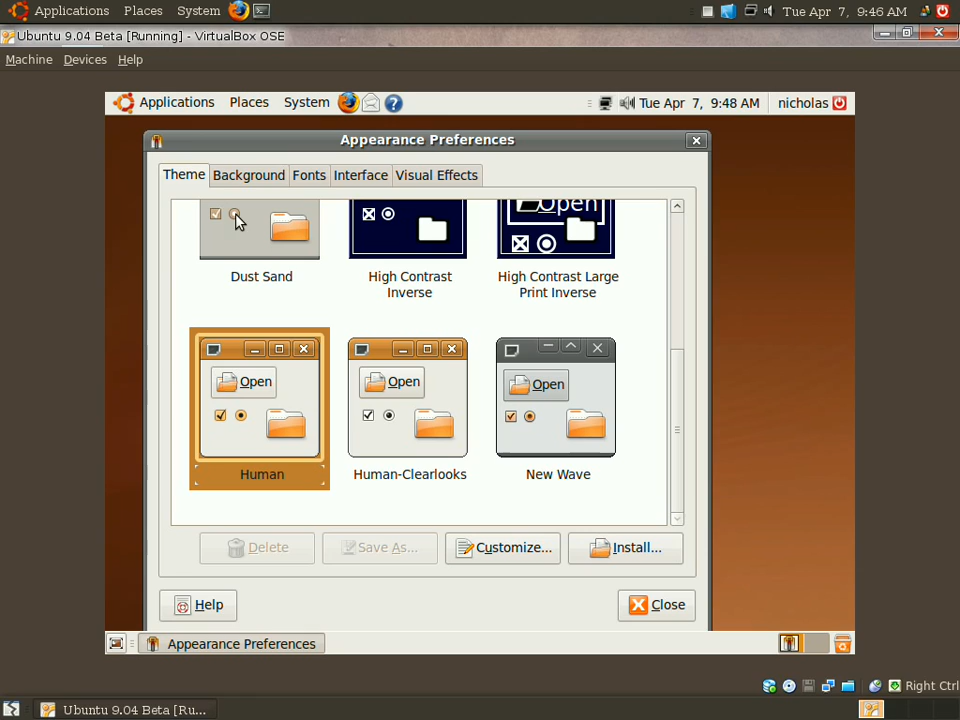 Applications Places System Tue Apr 7, 9:46 AM
Ubuntu 9.04 Beta [Running] - VirtualBox OSE
Machine Devices Help
Applications Places System Tue Apr 7, 9:48 AM nicholas
Appearance Preferences
Theme Background Fonts Interface Visual Effects
Open
Dust Sand
High Contrast Inverse
High Contrast Large Print Inverse
Open Open Open
Human Human-Clearlooks New Wave
Delete Save As... Customize... Install...
Help Close
Appearance Preferences
Right Ctrl
Ubuntu 9.04 Beta [Ru...